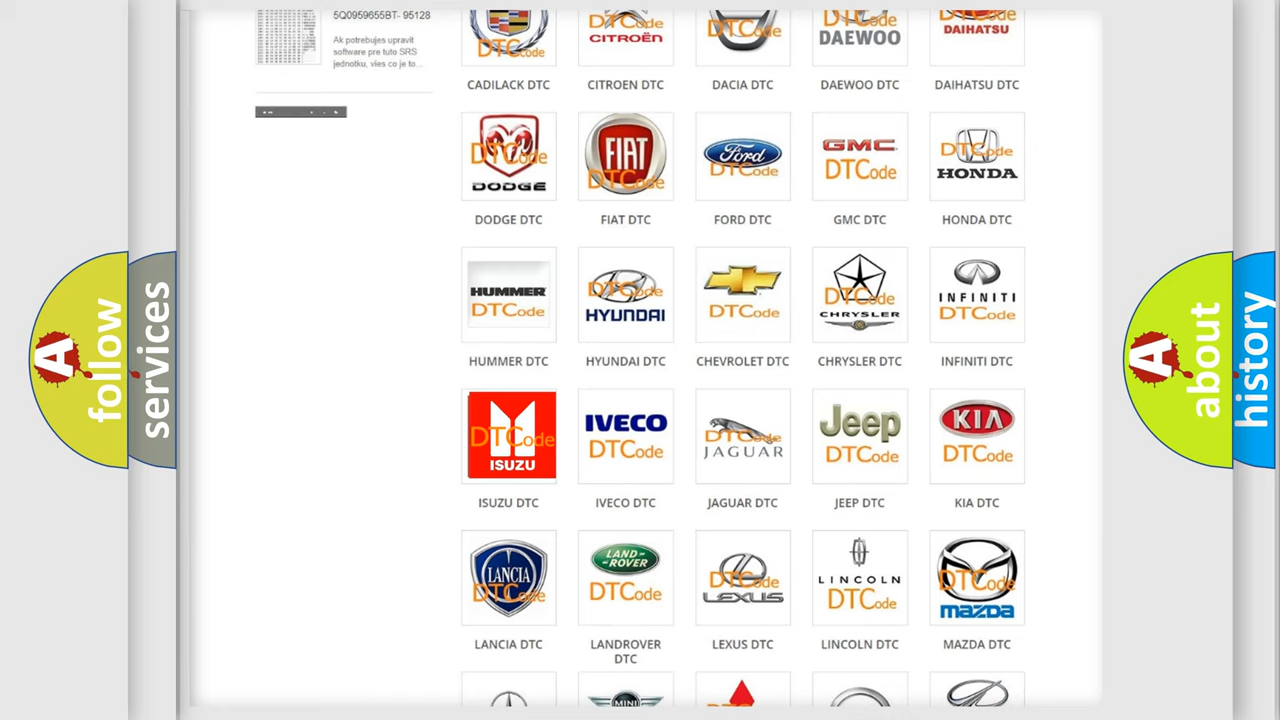 5Q0959655BT- 95128
Ak potrebujes upravit
software pre tuto SRS
jednotku, vies co je to...
DTCode
DTCode
CITROËN
DTCode
DAEWOO
DTCode
DAIHATSU
CADILACK DTC
CITROEN DTC
DACIA DTC
DAEWOO DTC
DAIHATSU DTC
DTCode
DODGE
FIAT
DTCode
Ford
DTCode
GMC
DTCode
DTCode
HONDA
DODGE DTC
FIAT DTC
FORD DTC
GMC DTC
HONDA DTC
HUMMER
DTCode
DTCode
HYUNDAI
DTCode
DTCode
CHRYSLER
INFINITI
DTCode
HUMMER DTC
HYUNDAI DTC
CHEVROLET DTC
CHRYSLER DTC
INFINITI DTC
DTCode
ISUZU
IVECO
DTCode
DTCode
JAGUAR
Jeep
DTCode
KIA
DTCode
ISUZU DTC
IVECO DTC
JAGUAR DTC
JEEP DTC
KIA DTC
LANCIA
DTCode
LAND-
ROVER
DTCode
DTCode
LEXUS
LINCOLN
DTCode
DTCode
mazda
LANCIA DTC
LANDROVER
DTC
LEXUS DTC
LINCOLN DTC
MAZDA DTC
MINI
A
follow
services
A
about
history